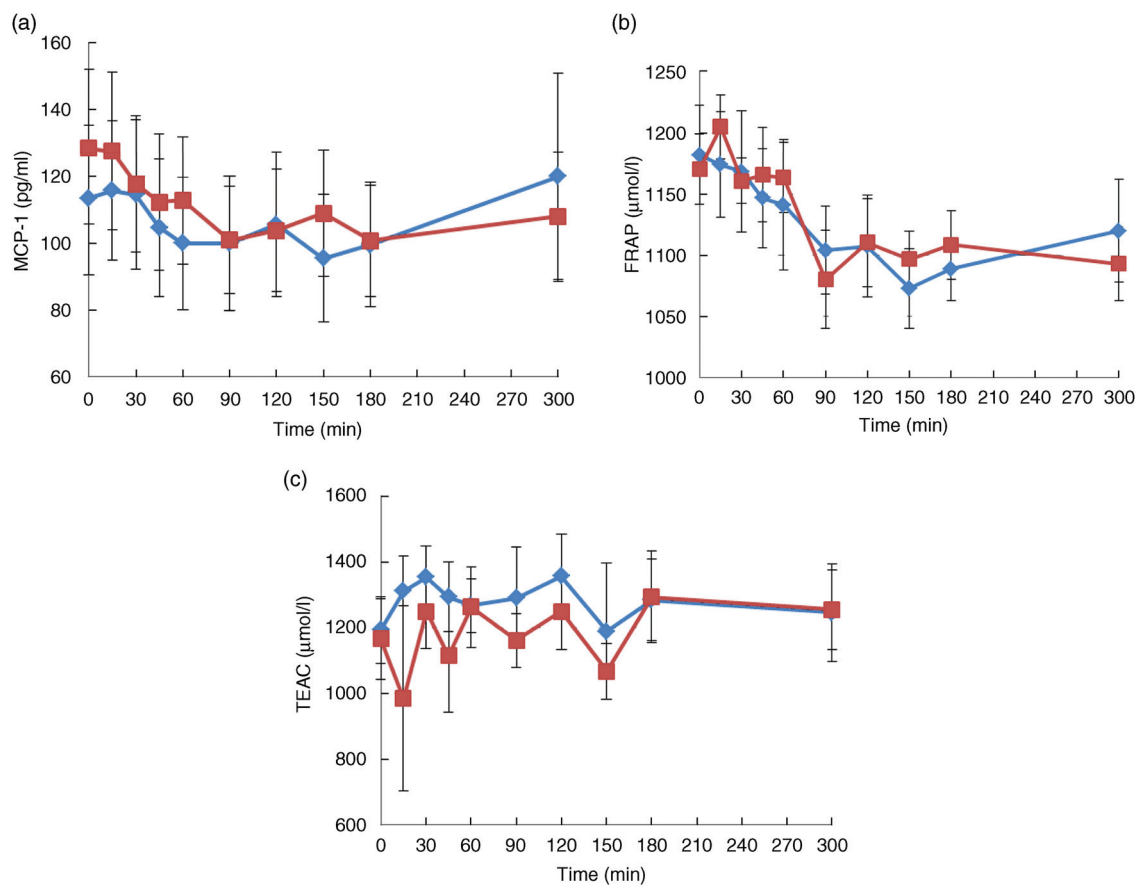 (a)
160
140
120
100
80
60
MCP-1 (pg/ml)
0 30 60 90 120 150 180 210 240 270 300
Time (min)
(b)
1250
1200
1150
1100
1050
1000
FRAP (μmol/l)
0 30 60 90 120 150 180 210 240 270 300
Time (min)
(c)
1600
1400
1200
1000
800
600
TEAC (μmol/l)
0 30 60 90 120 150 180 210 240 270 300
Time (min)